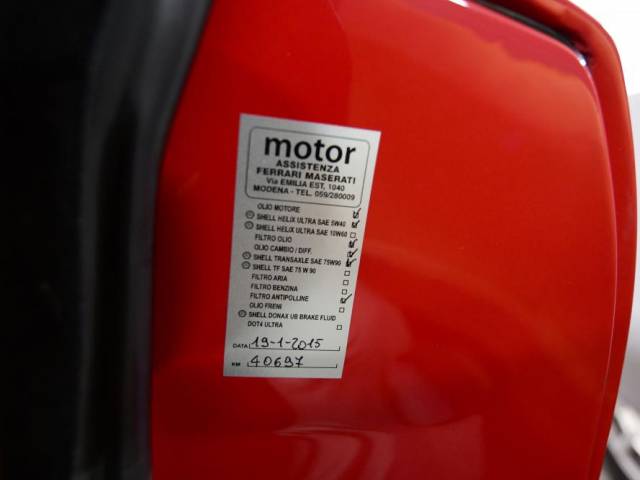 motor
ASSISTENZA
FERRARI MASERATI
Via EMILIA EST, 1040
MODENA - TEL. 059/280009
OLIO MOTORE
SHELL HELIX ULTRA SAE 5W40
SHELL HELIX ULTRA SAE 10W60
FILTRO OLIO
OLIO CAMBIO / DIFF.
SHELL TRANSAXLE SAE 75W90
SHELL TF SAE 75 W 90
FILTRO ARIA
FILTRO BENZINA
FILTRO ANTIPOLLINE
OLIO FRENI
SHELL DONAX UB BRAKE FLUID
DOT4 ULTRA
DATA 19-1-2015
KM 40697